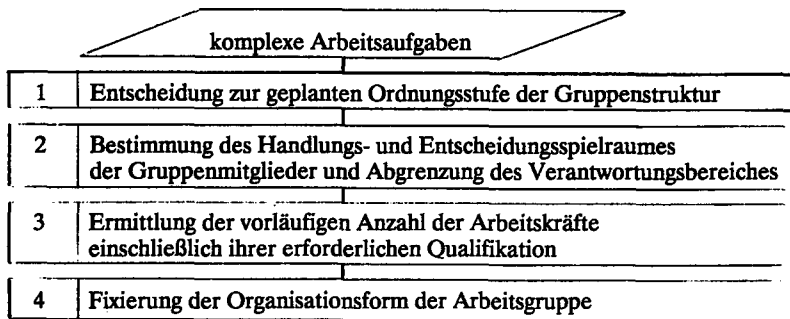 komplexe Arbeitsaufgaben
1 Entscheidung zur geplanten Ordnungsstufe der Gruppenstruktur
2 Bestimmung des Handlungs- und Entscheidungsspielraumes
der Gruppenmitglieder und Abgrenzung des Verantwortungsbereiches
3 Ermittlung der vorläufigen Anzahl der Arbeitskräfte
einschließlich ihrer erforderlichen Qualifikation
4 Fixierung der Organisationsform der Arbeitsgruppe